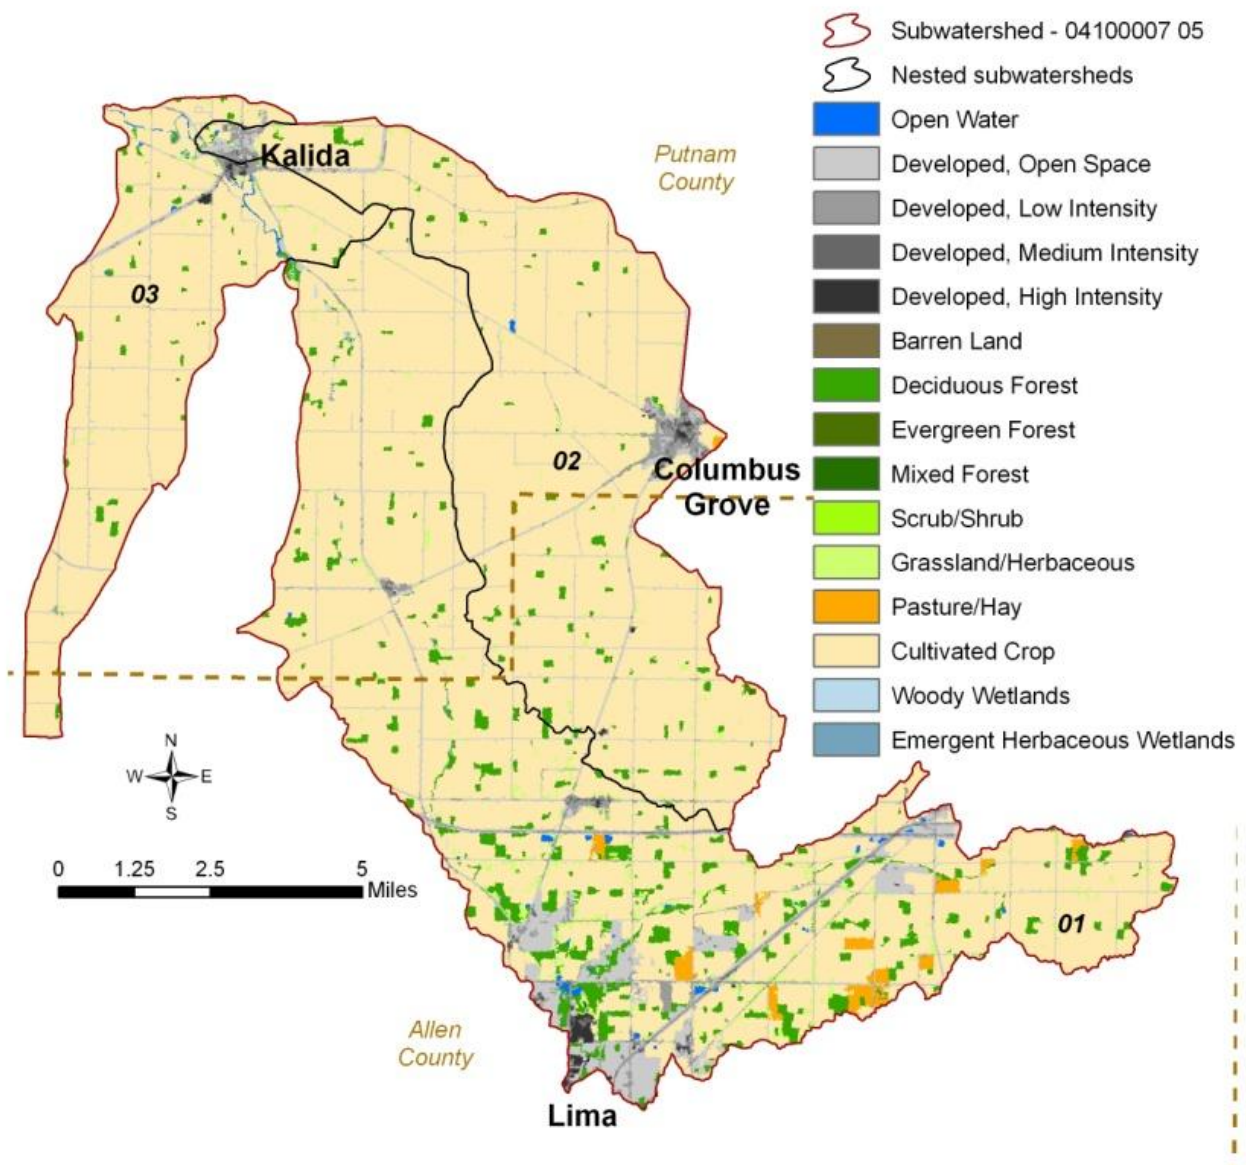 Subwatershed - 04100007 05
Nested subwatersheds
Open Water
Developed, Open Space
Developed, Low Intensity
Developed, Medium Intensity
Developed, High Intensity
Barren Land
Deciduous Forest
Evergreen Forest
Mixed Forest
Scrub/Shrub
Grassland/Herbaceous
Pasture/Hay
Cultivated Crop
Woody Wetlands
Emergent Herbaceous Wetlands
Kalida
Putnam
County
03
02
Columbus
Grove
N
W E
S
0 1.25 2.5 5
Miles
01
Allen
County
Lima